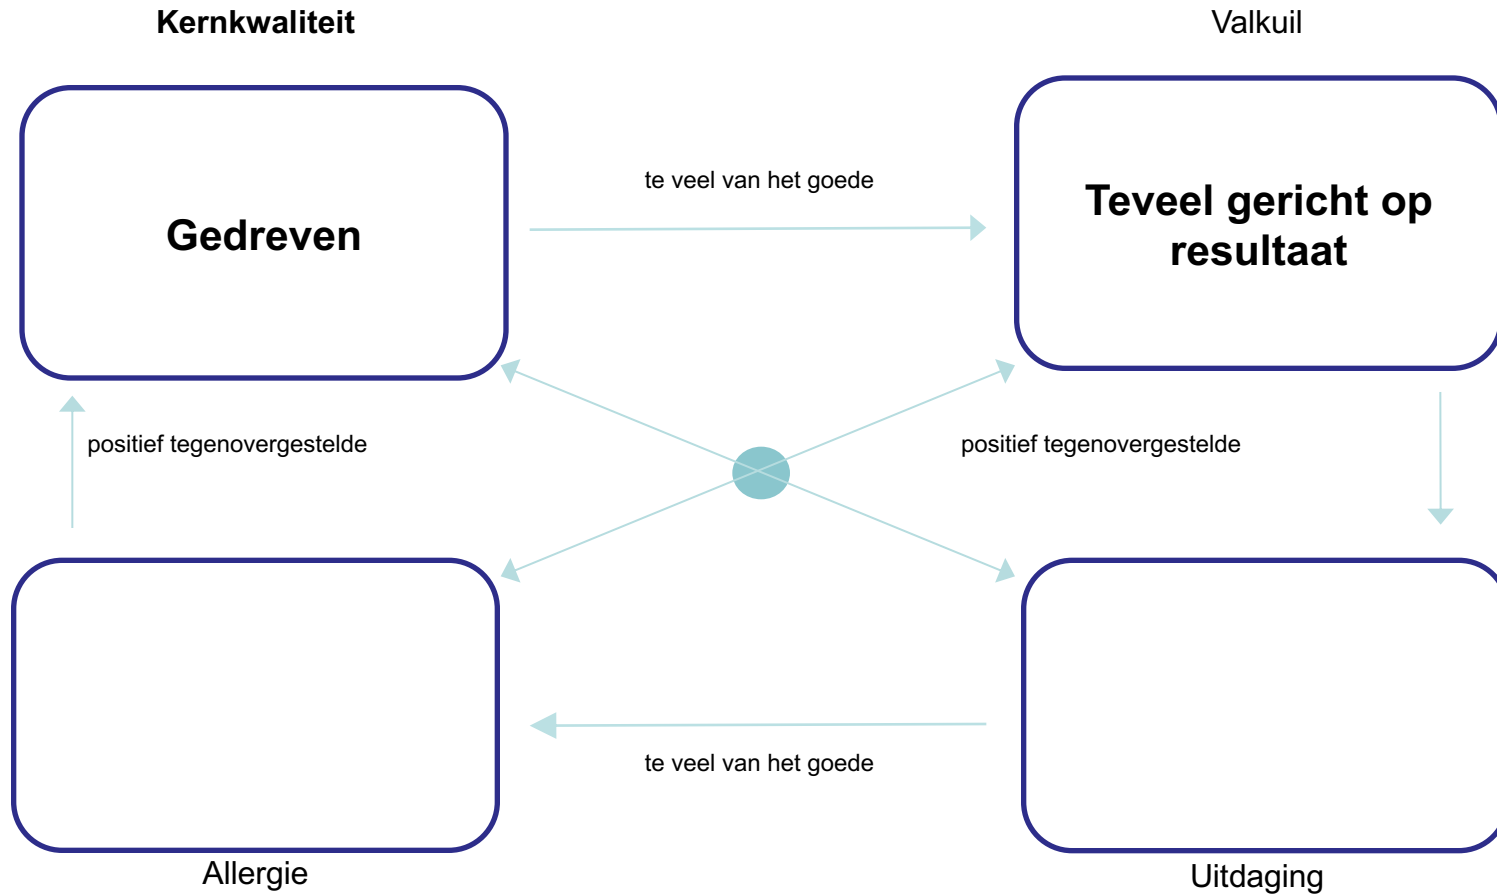 Kernkwaliteit
Valkuil
Gedreven
te veel van het goede
Teveel gericht op
resultaat
positief tegenovergestelde
positief tegenovergestelde
te veel van het goede
Allergie
Uitdaging